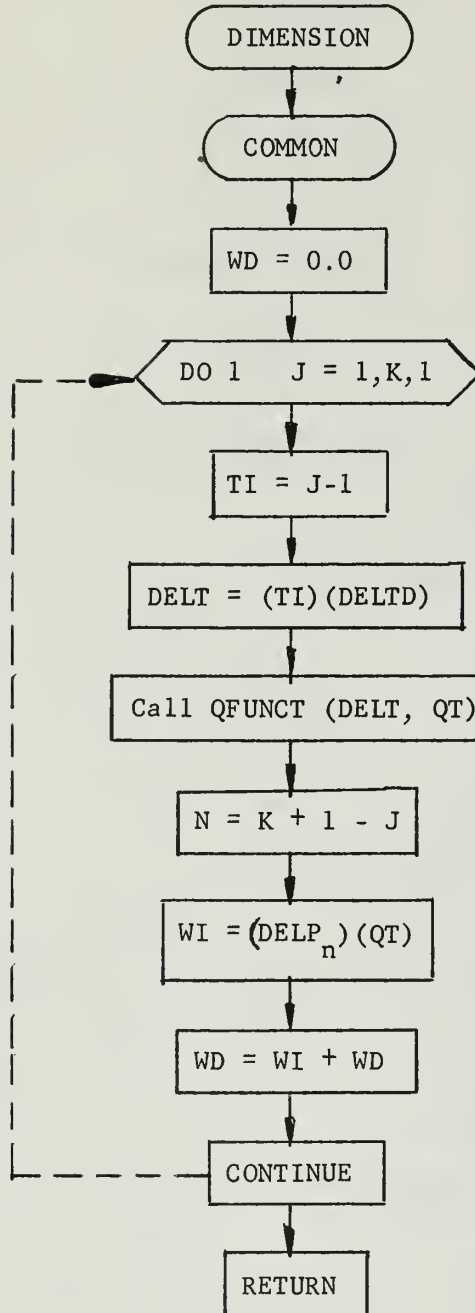 DIMENSION
COMMON
WD = 0.0
DO 1 J = 1,K,1
TI = J-1
DELT = (TI)(DELTD)
Call QFUNCT (DELT, QT)
N = K + 1 - J
WI = (DELPn)(QT)
WD = WI + WD
CONTINUE
RETURN